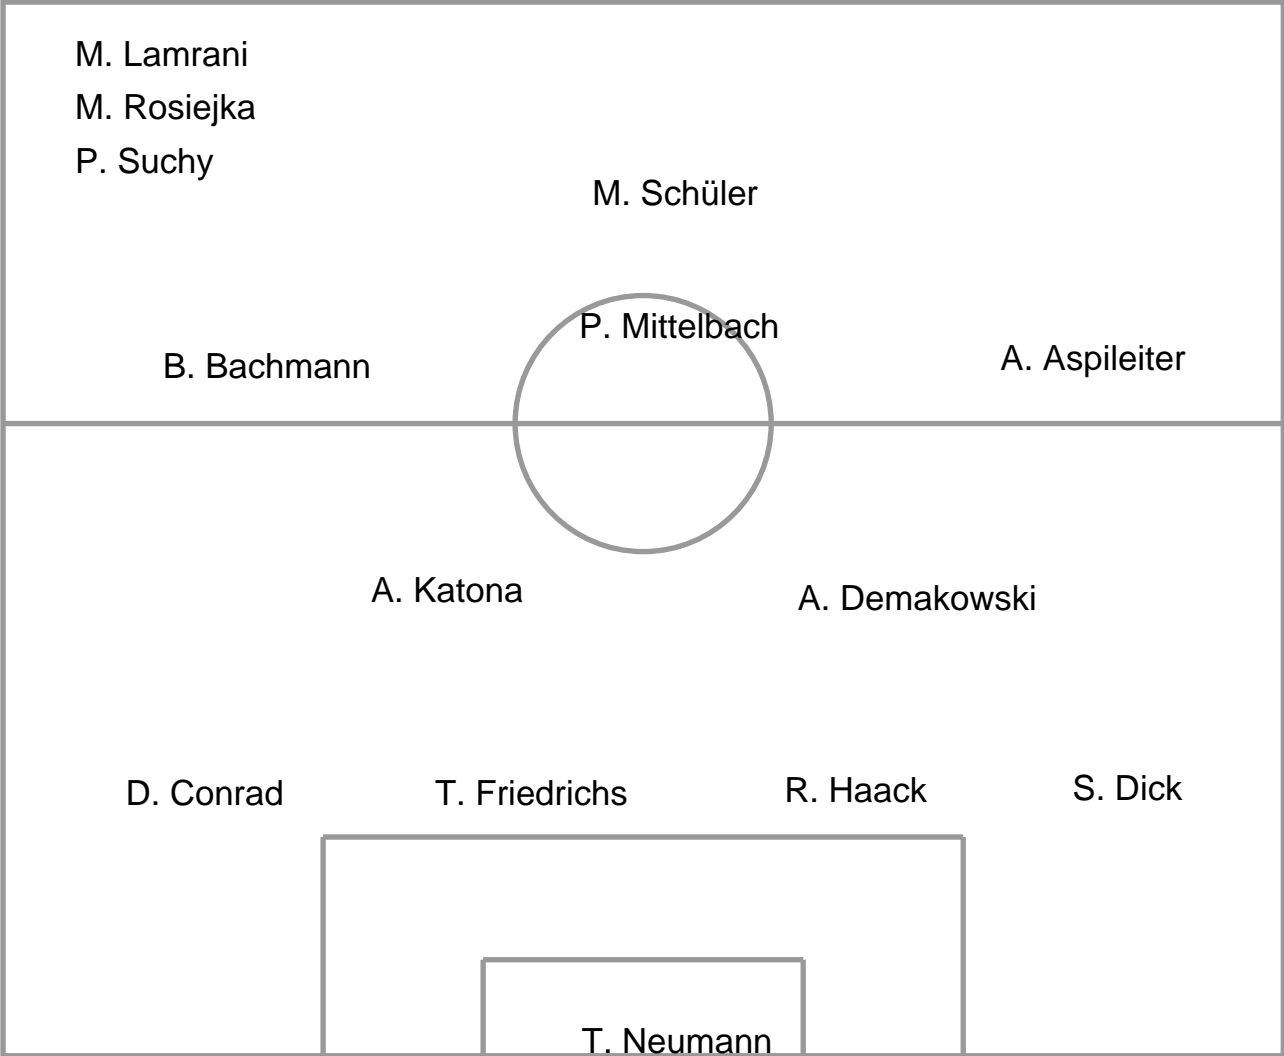 M. Lamrani
M. Rosiejka
P. Suchy
M. Schüler
P. Mittelbach
B. Bachmann
A. Aspileiter
A. Katona
A. Demakowski
D. Conrad
T. Friedrichs
R. Haack
S. Dick
T. Neumann